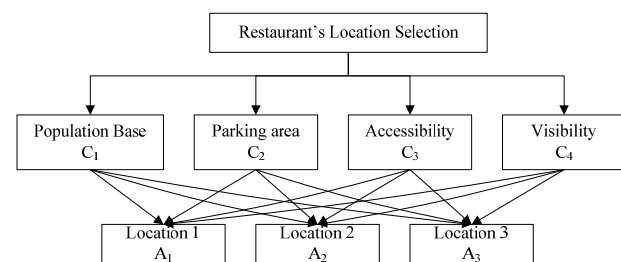 Restaurant's Location Selection
Population Base
C₁
Parking area
C₂
Accessibility
C₃
Visibility
C₄
Location 1
A₁
Location 2
A₂
Location 3
A₃